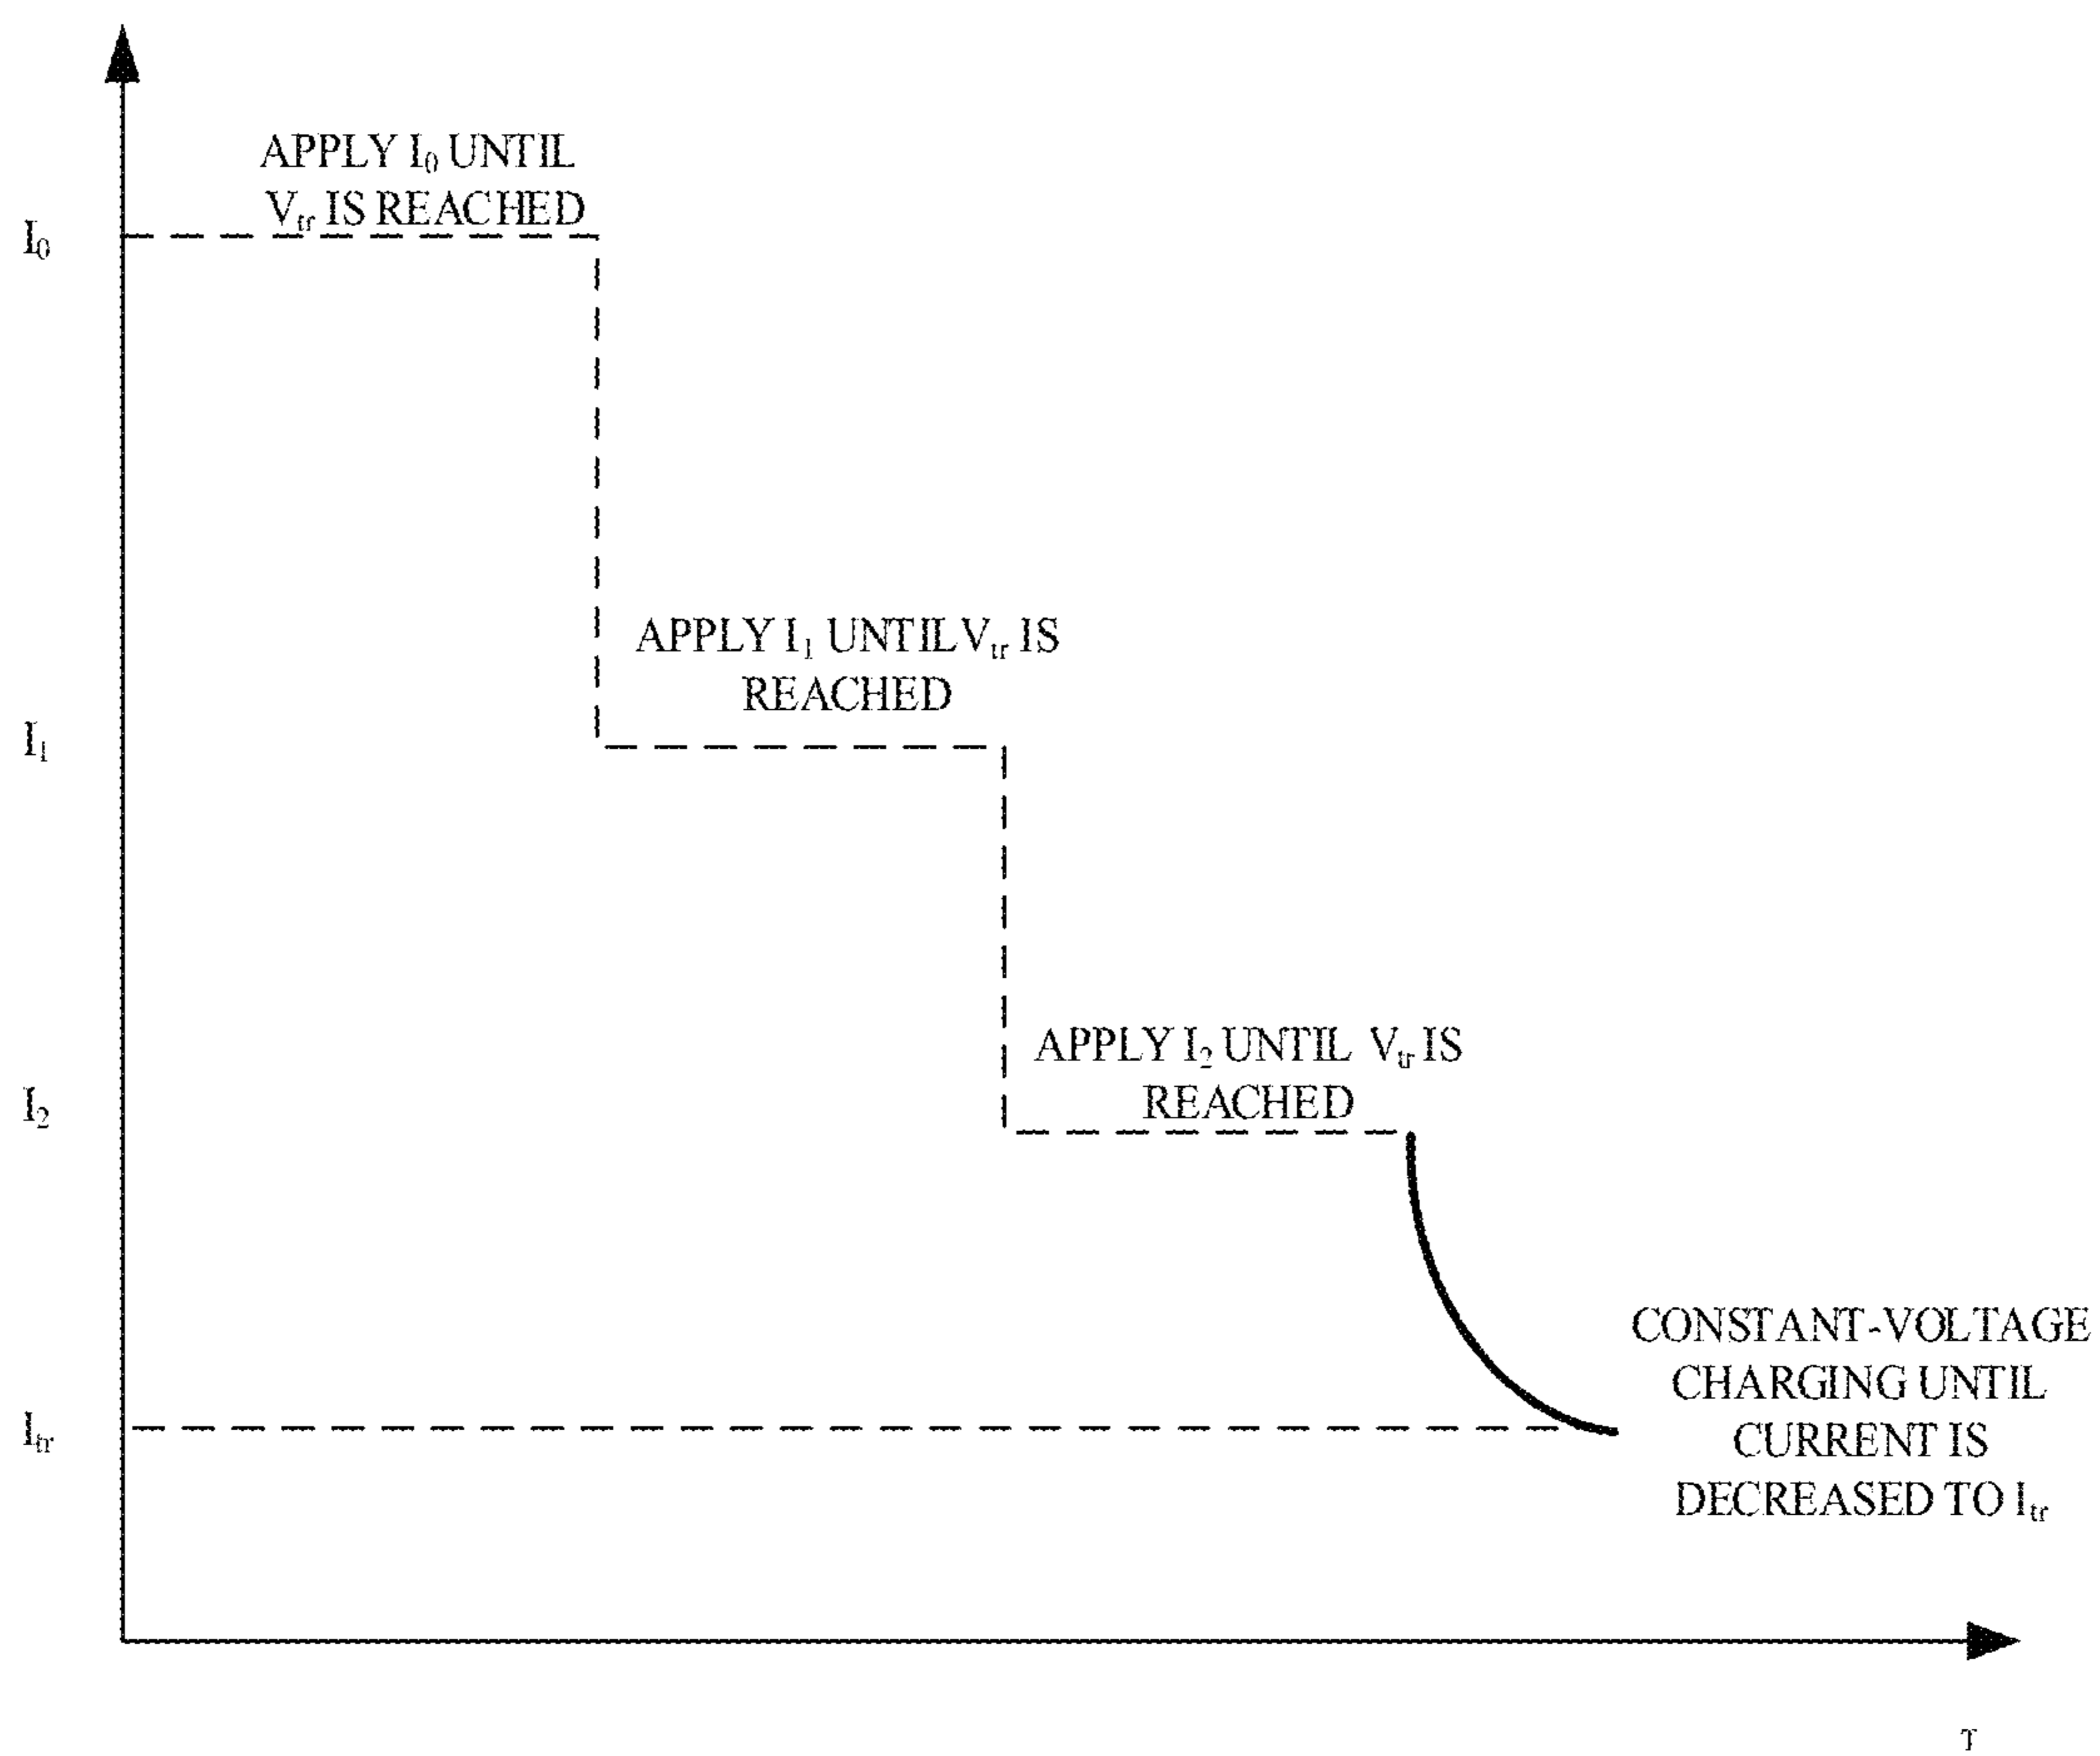 APPLY I₀ UNTIL
Vₜᵣ IS REACHED
I₀
APPLY I₁ UNTIL Vₜᵣ IS
REACHED
I₁
APPLY I₂ UNTIL Vₜᵣ IS
REACHED
I₂
CONSTANT-VOLTAGE
CHARGING UNTIL
CURRENT IS
DECREASED TO Iₜᵣ
Iₜᵣ
T